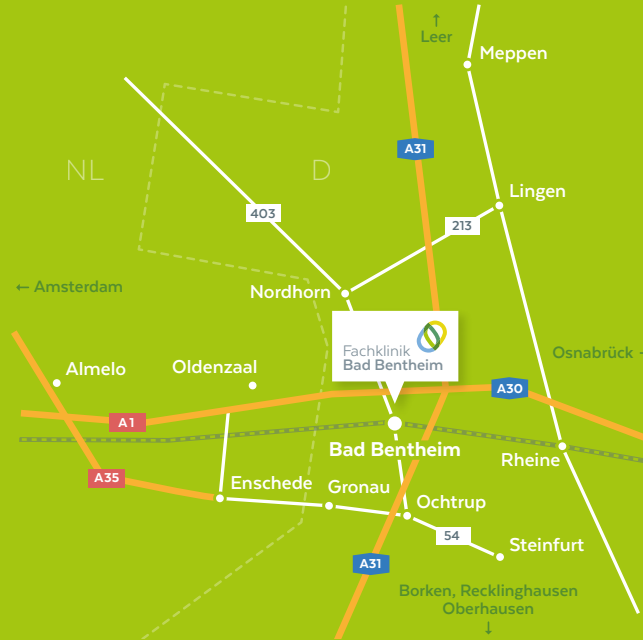 ↑
Leer
Meppen
A31
NL
D
Lingen
403
213
← Amsterdam
Nordhorn
Fachklinik
Bad Bentheim
Osnabrück
Almelo
Oldenzaal
A30
A1
Bad Bentheim
Rheine
A35
Enschede
Gronau
Ochtrup
54
Steinfurt
A31
Borken, Recklinghausen
Oberhausen
↓